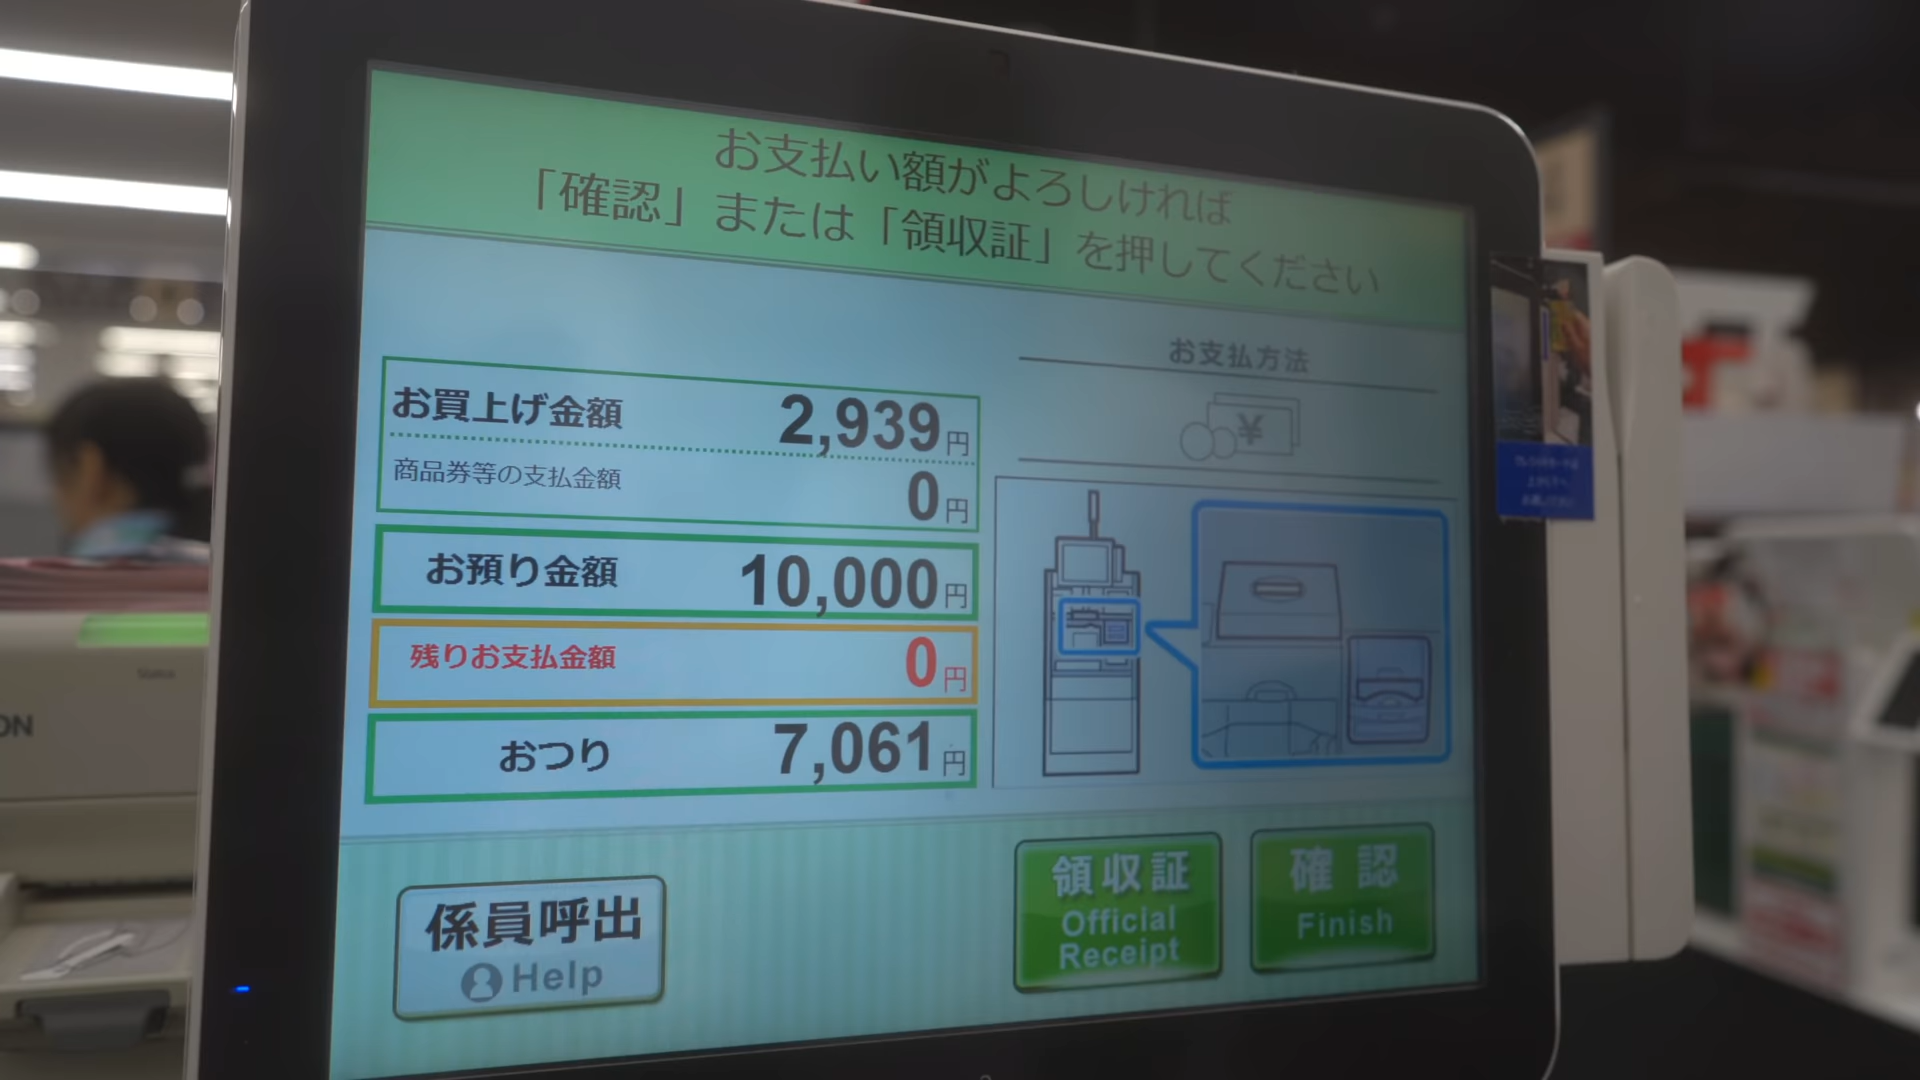 お支払い額がよろしければ
「確認」または「領収証」を押してください
お買上げ金額 2,939円
商品券等の支払金額 0円
お預り金額 10,000円
残りお支払金額 0円
おつり 7,061円
お支払方法
¥
係員呼出
Help
領収証
Official
Receipt
確認
Finish
ON